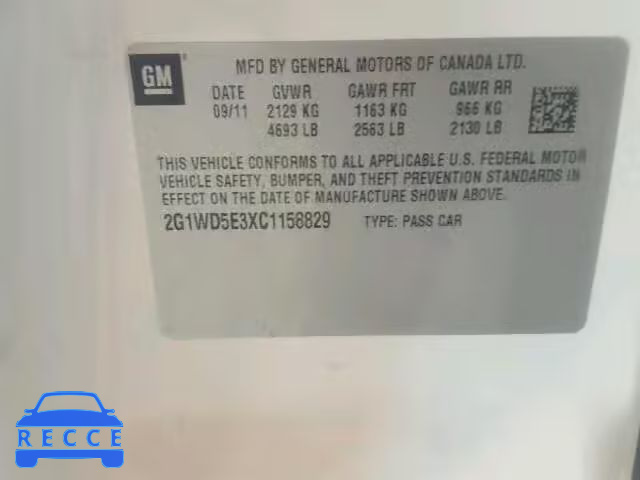 GM
MFD BY GENERAL MOTORS OF CANADA LTD.
DATE GVWR GAWR FRT GAWR RR
09/11 2129 KG 1163 KG 966 KG
4693 LB 2563 LB 2130 LB
THIS VEHICLE CONFORMS TO ALL APPLICABLE U.S. FEDERAL MOTOR
VEHICLE SAFETY, BUMPER, AND THEFT PREVENTION STANDARDS IN
EFFECT ON THE DATE OF MANUFACTURE SHOWN ABOVE.
2G1WD5E3XC1158829 TYPE: PASS CAR
RECCE